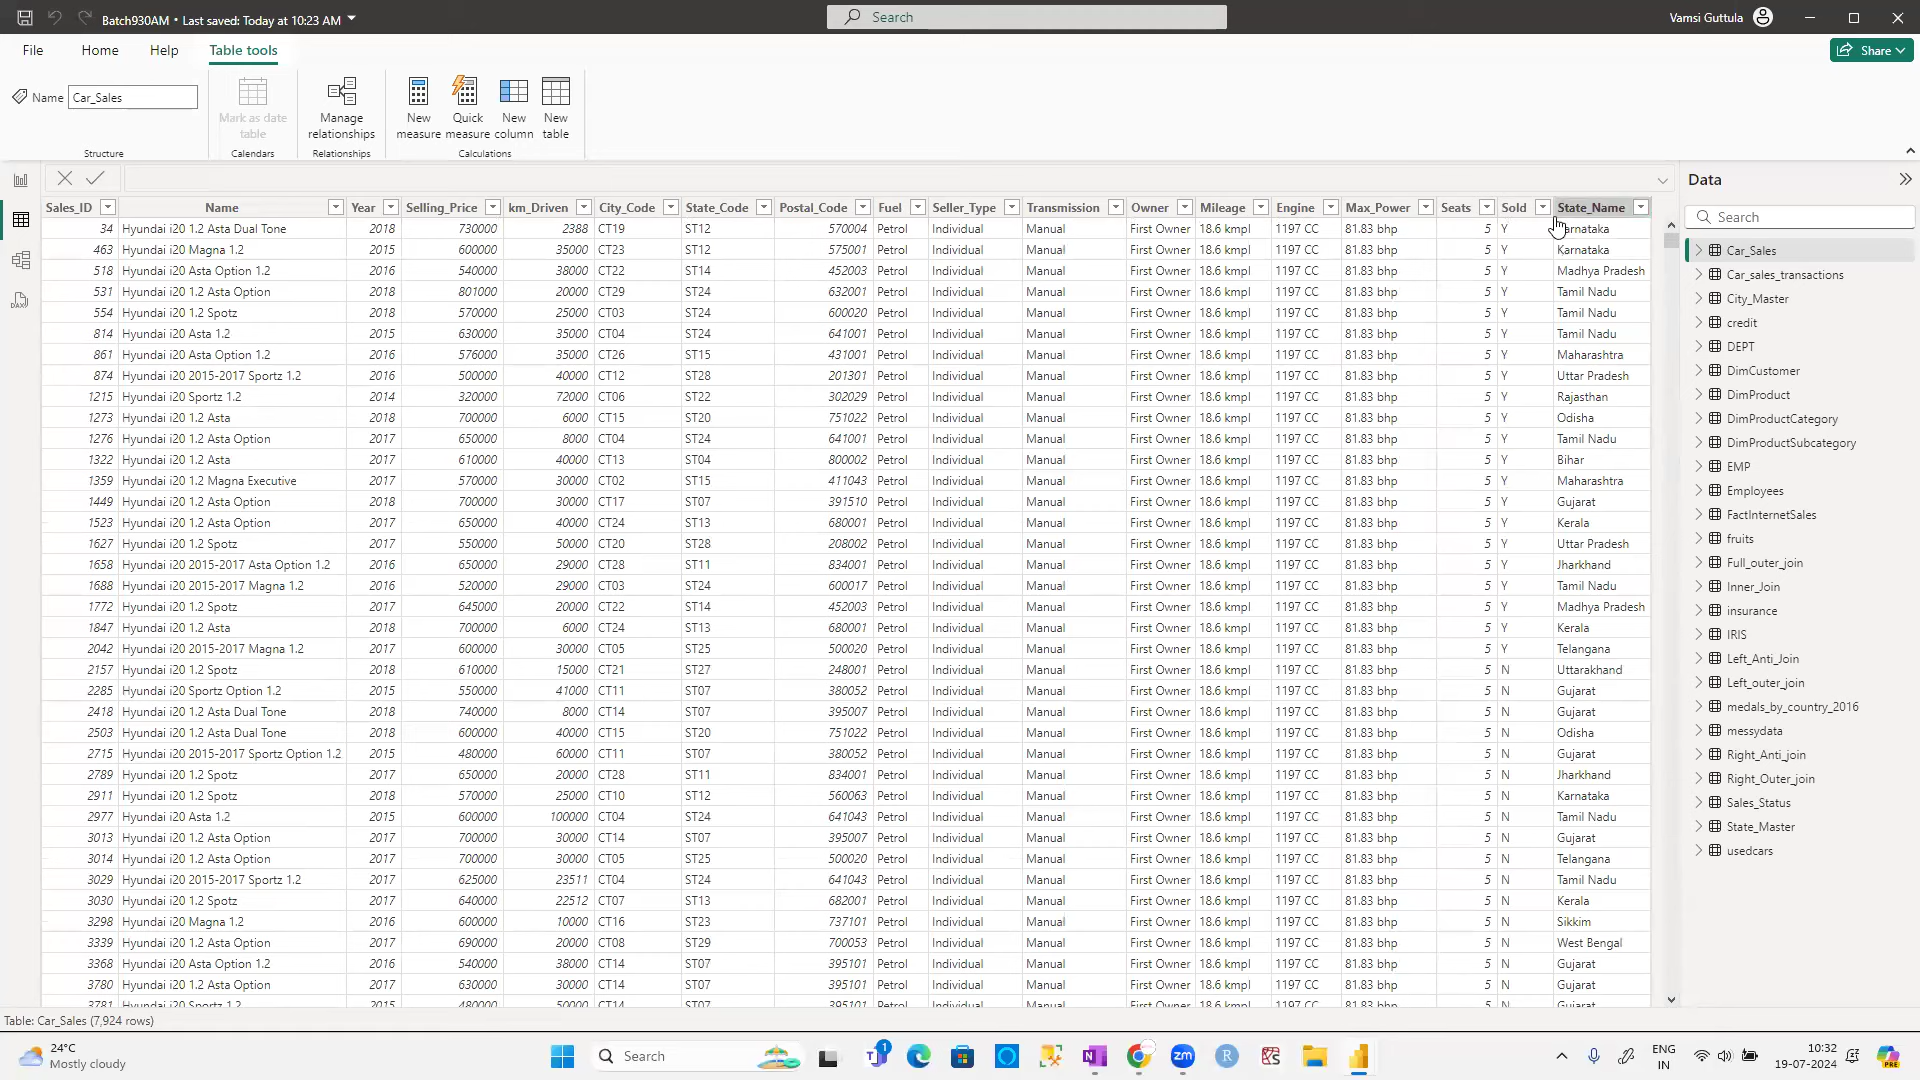 Batch930AM • Last saved: Today at 10:23 AM
Search
Vamsi Guttula
File Home Help Table tools
Share
Name Car_Sales
Mark as date table
Manage relationships
New measure
Quick measure
New column
New table
Structure Calendars Relationships Calculations
Data
Search
Sales_ID Name Year Selling_Price km_Driven City_Code State_Code Postal_Code Fuel Seller_Type Transmission Owner Mileage Engine Max_Power Seats Sold State_Name
34 Hyundai i20 1.2 Asta Dual Tone 2018 730000 2388 CT19 ST12 570004 Petrol Individual Manual First Owner 18.6 kmpl 1197 CC 81.83 bhp 5 Y
463 Hyundai i20 Magna 1.2 2015 600000 35000 CT23 ST12 575001 Petrol Individual Manual First Owner 18.6 kmpl 1197 CC 81.83 bhp 5 Y Karnataka
518 Hyundai i20 Asta Option 1.2 2016 540000 38000 CT22 ST14 452003 Petrol Individual Manual First Owner 18.6 kmpl 1197 CC 81.83 bhp 5 Y Madhya Pradesh
531 Hyundai i20 1.2 Asta Option 2018 801000 20000 CT29 ST24 632001 Petrol Individual Manual First Owner 18.6 kmpl 1197 CC 81.83 bhp 5 Y Tamil Nadu
554 Hyundai i20 1.2 Spotz 2018 570000 25000 CT03 ST24 600020 Petrol Individual Manual First Owner 18.6 kmpl 1197 CC 81.83 bhp 5 Y Tamil Nadu
814 Hyundai i20 Asta 1.2 2015 630000 35000 CT04 ST24 641001 Petrol Individual Manual First Owner 18.6 kmpl 1197 CC 81.83 bhp 5 Y Tamil Nadu
861 Hyundai i20 Asta Option 1.2 2016 576000 35000 CT26 ST15 431001 Petrol Individual Manual First Owner 18.6 kmpl 1197 CC 81.83 bhp 5 Y Maharashtra
874 Hyundai i20 2015-2017 Sportz 1.2 2016 500000 40000 CT12 ST28 201301 Petrol Individual Manual First Owner 18.6 kmpl 1197 CC 81.83 bhp 5 Y Uttar Pradesh
1215 Hyundai i20 Sportz 1.2 2014 320000 72000 CT06 ST22 302029 Petrol Individual Manual First Owner 18.6 kmpl 1197 CC 81.83 bhp 5 Y Rajasthan
1273 Hyundai i20 1.2 Asta 2018 700000 6000 CT15 ST20 751022 Petrol Individual Manual First Owner 18.6 kmpl 1197 CC 81.83 bhp 5 Y Odisha
1276 Hyundai i20 1.2 Asta Option 2017 650000 8000 CT04 ST24 641001 Petrol Individual Manual First Owner 18.6 kmpl 1197 CC 81.83 bhp 5 Y Tamil Nadu
1322 Hyundai i20 1.2 Asta 2017 610000 40000 CT13 ST04 800002 Petrol Individual Manual First Owner 18.6 kmpl 1197 CC 81.83 bhp 5 Y Bihar
1359 Hyundai i20 1.2 Magna Executive 2017 570000 30000 CT02 ST15 411043 Petrol Individual Manual First Owner 18.6 kmpl 1197 CC 81.83 bhp 5 Y Maharashtra
1449 Hyundai i20 1.2 Asta Option 2018 700000 30000 CT17 ST07 391510 Petrol Individual Manual First Owner 18.6 kmpl 1197 CC 81.83 bhp 5 Y Gujarat
1523 Hyundai i20 1.2 Asta Option 2017 650000 40000 CT24 ST13 680001 Petrol Individual Manual First Owner 18.6 kmpl 1197 CC 81.83 bhp 5 Y Kerala
1627 Hyundai i20 1.2 Spotz 2017 550000 50000 CT20 ST28 208002 Petrol Individual Manual First Owner 18.6 kmpl 1197 CC 81.83 bhp 5 Y Uttar Pradesh
1658 Hyundai i20 2015-2017 Asta Option 1.2 2016 650000 29000 CT28 ST11 834001 Petrol Individual Manual First Owner 18.6 kmpl 1197 CC 81.83 bhp 5 Y Jharkhand
1688 Hyundai i20 2015-2017 Magna 1.2 2016 520000 29000 CT03 ST24 600017 Petrol Individual Manual First Owner 18.6 kmpl 1197 CC 81.83 bhp 5 Y Tamil Nadu
1772 Hyundai i20 1.2 Spotz 2017 645000 20000 CT22 ST14 452003 Petrol Individual Manual First Owner 18.6 kmpl 1197 CC 81.83 bhp 5 Y Madhya Pradesh
1847 Hyundai i20 1.2 Asta 2018 700000 6000 CT24 ST13 680001 Petrol Individual Manual First Owner 18.6 kmpl 1197 CC 81.83 bhp 5 Y Kerala
2042 Hyundai i20 2015-2017 Magna 1.2 2017 600000 30000 CT05 ST25 500020 Petrol Individual Manual First Owner 18.6 kmpl 1197 CC 81.83 bhp 5 Y Telangana
2157 Hyundai i20 1.2 Spotz 2018 610000 15000 CT21 ST27 248001 Petrol Individual Manual First Owner 18.6 kmpl 1197 CC 81.83 bhp 5 N Uttarakhand
2285 Hyundai i20 Sportz Option 1.2 2015 550000 41000 CT11 ST07 380052 Petrol Individual Manual First Owner 18.6 kmpl 1197 CC 81.83 bhp 5 N Gujarat
2418 Hyundai i20 1.2 Asta Dual Tone 2018 740000 8000 CT14 ST07 395007 Petrol Individual Manual First Owner 18.6 kmpl 1197 CC 81.83 bhp 5 N Gujarat
2503 Hyundai i20 1.2 Asta Dual Tone 2018 600000 40000 CT15 ST20 751022 Petrol Individual Manual First Owner 18.6 kmpl 1197 CC 81.83 bhp 5 N Odisha
2715 Hyundai i20 2015-2017 Sportz Option 1.2 2015 480000 60000 CT11 ST07 380052 Petrol Individual Manual First Owner 18.6 kmpl 1197 CC 81.83 bhp 5 N Gujarat
2789 Hyundai i20 1.2 Spotz 2017 650000 20000 CT28 ST11 834001 Petrol Individual Manual First Owner 18.6 kmpl 1197 CC 81.83 bhp 5 N Jharkhand
2911 Hyundai i20 1.2 Spotz 2018 570000 25000 CT10 ST12 560063 Petrol Individual Manual First Owner 18.6 kmpl 1197 CC 81.83 bhp 5 N Karnataka
2977 Hyundai i20 Asta 1.2 2015 600000 100000 CT04 ST24 641043 Petrol Individual Manual First Owner 18.6 kmpl 1197 CC 81.83 bhp 5 N Tamil Nadu
3013 Hyundai i20 1.2 Asta Option 2017 700000 30000 CT14 ST07 395007 Petrol Individual Manual First Owner 18.6 kmpl 1197 CC 81.83 bhp 5 N Gujarat
3014 Hyundai i20 1.2 Asta Option 2017 700000 30000 CT05 ST25 500020 Petrol Individual Manual First Owner 18.6 kmpl 1197 CC 81.83 bhp 5 N Telangana
3029 Hyundai i20 2015-2017 Sportz 1.2 2017 625000 23511 CT04 ST24 641043 Petrol Individual Manual First Owner 18.6 kmpl 1197 CC 81.83 bhp 5 N Tamil Nadu
3030 Hyundai i20 1.2 Spotz 2017 640000 22512 CT07 ST13 682001 Petrol Individual Manual First Owner 18.6 kmpl 1197 CC 81.83 bhp 5 N Kerala
3298 Hyundai i20 Magna 1.2 2016 600000 10000 CT16 ST23 737101 Petrol Individual Manual First Owner 18.6 kmpl 1197 CC 81.83 bhp 5 N Sikkim
3339 Hyundai i20 1.2 Asta Option 2017 690000 20000 CT08 ST29 700053 Petrol Individual Manual First Owner 18.6 kmpl 1197 CC 81.83 bhp 5 N West Bengal
3368 Hyundai i20 Asta Option 1.2 2016 540000 38000 CT14 ST07 395101 Petrol Individual Manual First Owner 18.6 kmpl 1197 CC 81.83 bhp 5 N Gujarat
3780 Hyundai i20 1.2 Asta Option 2017 630000 30000 CT14 ST07 395101 Petrol Individual Manual First Owner 18.6 kmpl 1197 CC 81.83 bhp 5 N Gujarat
3781 Hyundai i20 Sportz 1.2 2015 480000 50000 CT14 ST07 395101 Petrol Individual Manual First Owner 18.6 kmpl 1197 CC 81.83 bhp 5 N Gujarat
Car_Sales
Car_sales_transactions
City_Master
credit
DEPT
DimCustomer
DimProduct
DimProductCategory
DimProductSubcategory
EMP
Employees
FactInternetSales
fruits
Full_outer_join
Inner_Join
insurance
IRIS
Left_Anti_Join
Left_outer_join
medals_by_country_2016
messydata
Right_Anti_join
Right_Outer_join
Sales_Status
State_Master
usedcars
Table: Car_Sales (7,924 rows)
24°C
Mostly cloudy
Search
1
zm
R
ENG
IN
10:32
19-07-2024
PRE